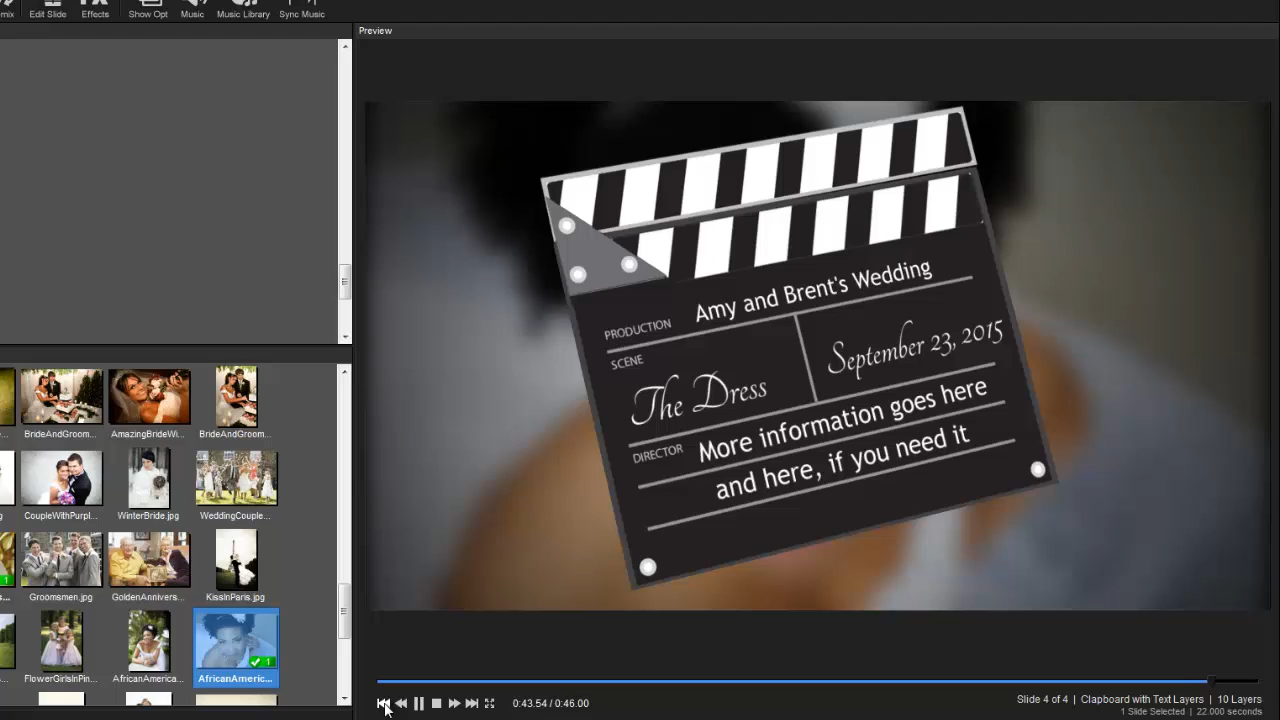 mix
Edit Slide
Effects
Show Opt
Music
Music Library
Sync Music
Preview
PRODUCTION
Amy and Brent's Wedding
SCENE
The Dress
September 23, 2015
DIRECTOR
More information goes here
and here, if you need it
BrideAndGroom...
AmazingBrideWi...
BrideAndGroom...
CoupleWithPurpl...
WinterBride.jpg
WeddingCouple...
Groomsmen.jpg
GoldenAnnivers...
KissInParis.jpg
FlowerGirlsInPin...
AfricanAmerica...
AfricanAmeric...
0:43.54 / 0:46.00
Slide 4 of 4 | Clapboard with Text Layers | 10 Layers
1 Slide Selected | 22.000 seconds